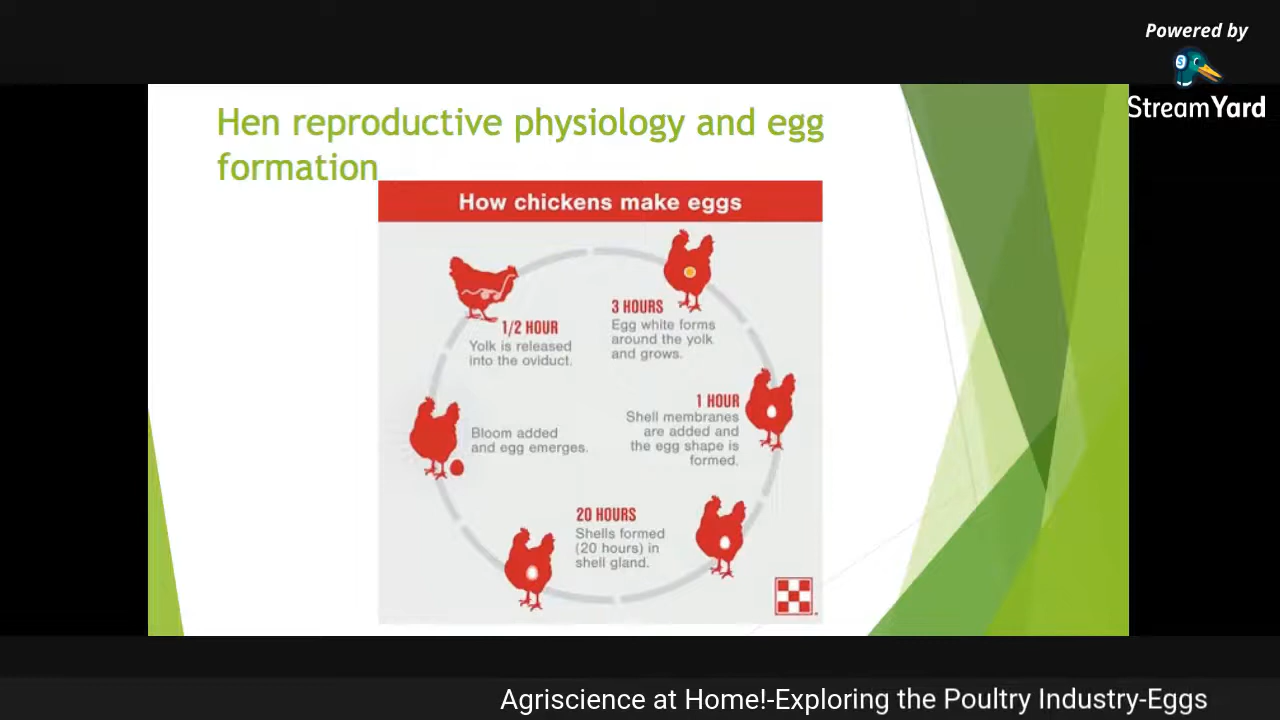 Powered by
StreamYard
Hen reproductive physiology and egg
formation
How chickens make eggs
1/2 HOUR
Yolk is released
into the oviduct.
3 HOURS
Egg white forms
around the yolk
and grows.
1 HOUR
Shell membranes
are added and
the egg shape is
formed.
20 HOURS
Shells formed
(20 hours) in
shell gland.
Bloom added
and egg emerges.
Agriscience at Home!-Exploring the Poultry Industry-Eggs